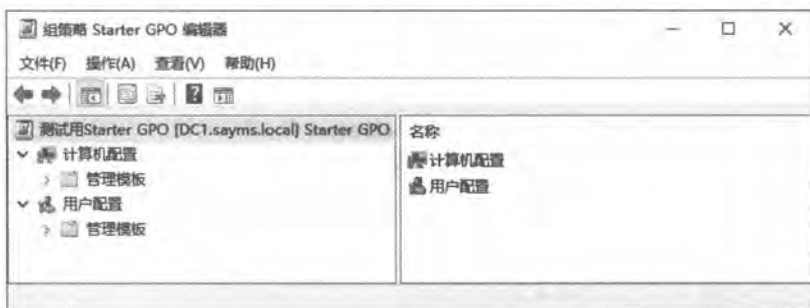 组策略 Starter GPO 编辑器
文件(F) 操作(A) 查看(V) 帮助(H)
测试用Starter GPO [DC1.sayms.local] Starter GPO
计算机配置
管理模板
用户配置
管理模板
名称
计算机配置
用户配置